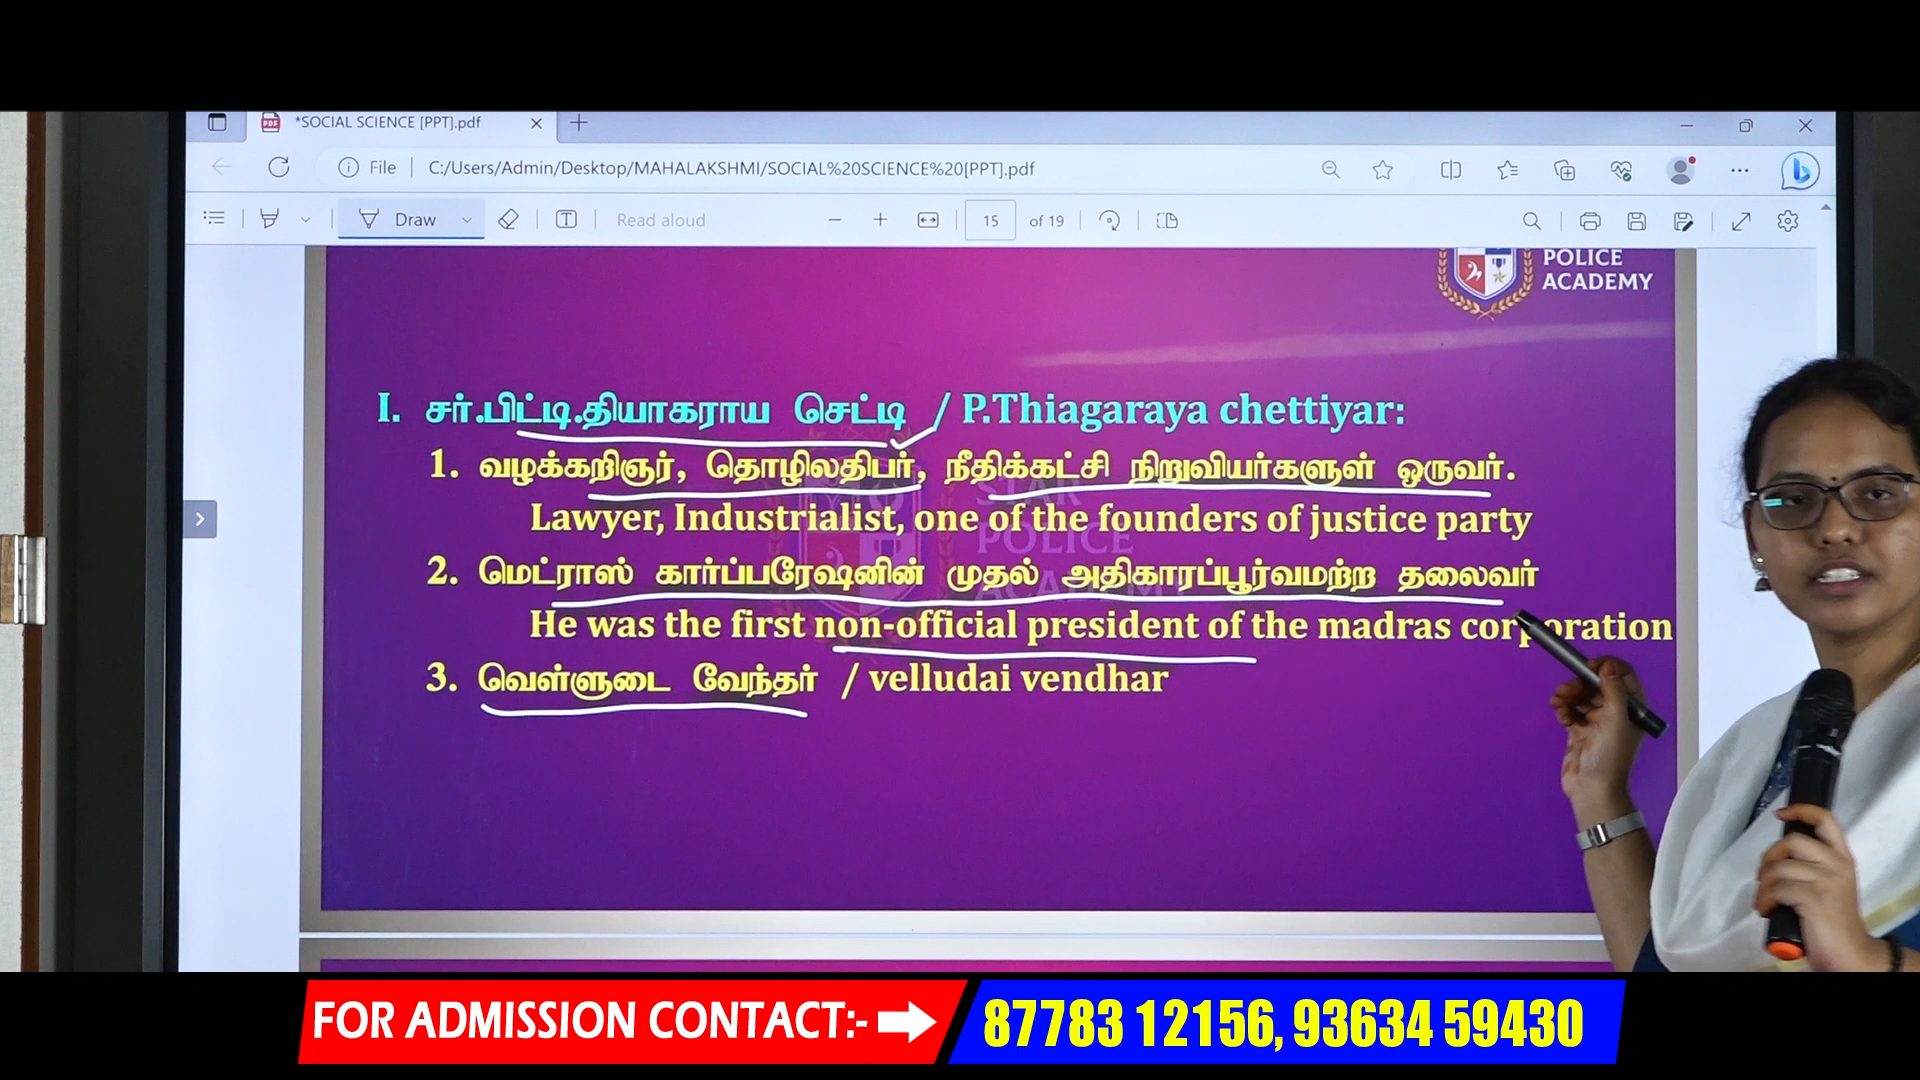 *SOCIAL SCIENCE [PPT].pdf
File C:/Users/Admin/Desktop/MAHALAKSHMI/SOCIAL%20SCIENCE%20[PPT].pdf
Draw Read aloud 15 of 19
POLICE
ACADEMY
I. சர்.பிட்டி.தியாகராய செட்டி / P.Thiagaraya chettiyar:
1. வழக்கறிஞர், தொழிலதிபர், நீதிக்கட்சி நிறுவியர்களுள் ஒருவர்.
Lawyer, Industrialist, one of the founders of justice party
2. மெட்ராஸ் கார்ப்பரேஷனின் முதல் அதிகாரப்பூர்வமற்ற தலைவர்
He was the first non-official president of the madras corporation
3. வெள்ளுடை வேந்தர் / velludai vendhar
STAR
POLICE
ACADEMY
FOR ADMISSION CONTACT:- 87783 12156, 93634 59430